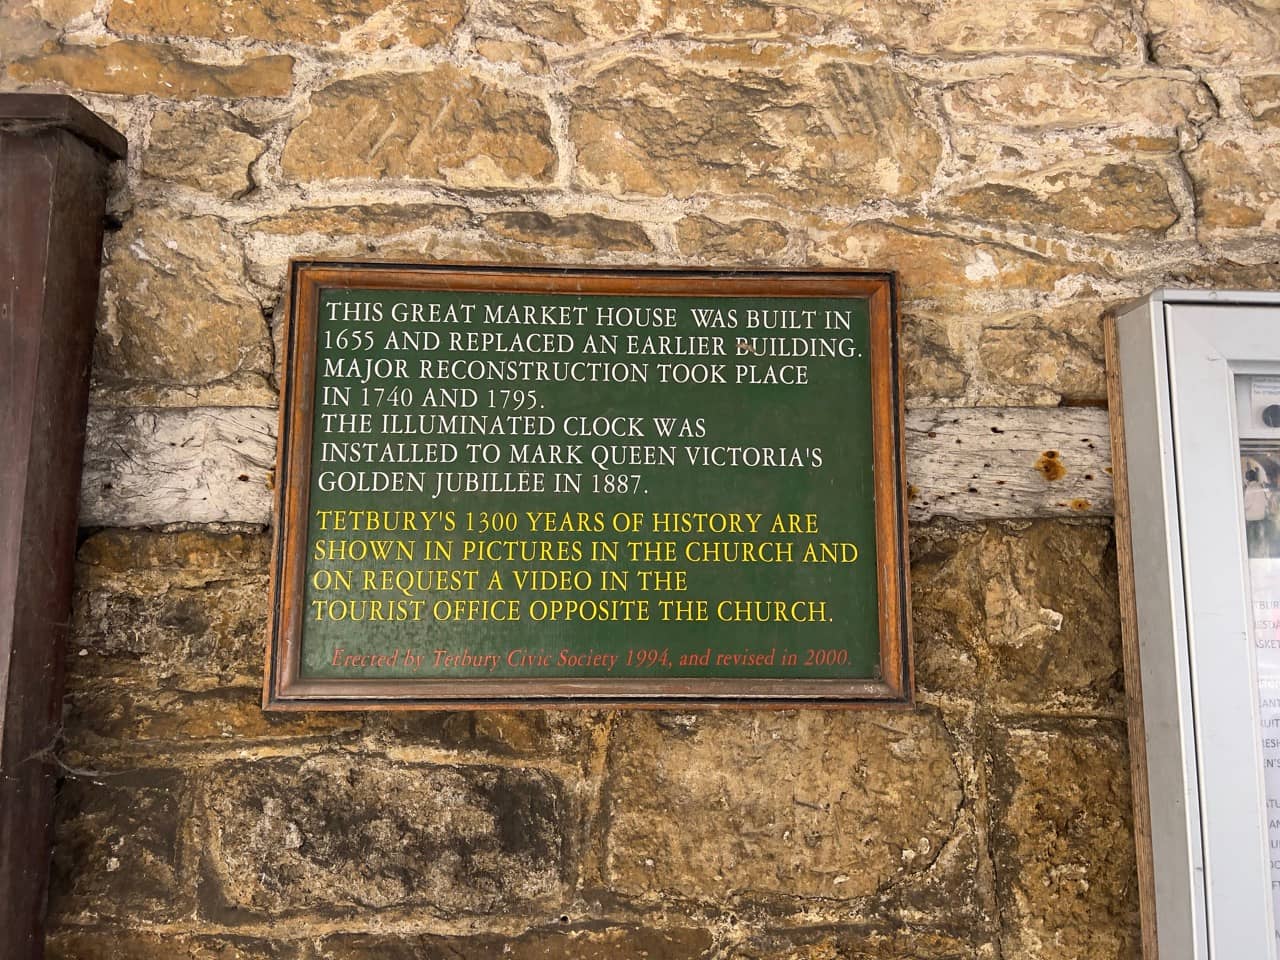 THIS GREAT MARKET HOUSE WAS BUILT IN
1655 AND REPLACED AN EARLIER BUILDING.
MAJOR RECONSTRUCTION TOOK PLACE
IN 1740 AND 1795.
THE ILLUMINATED CLOCK WAS
INSTALLED TO MARK QUEEN VICTORIA'S
GOLDEN JUBILLEE IN 1887.
TETBURY'S 1300 YEARS OF HISTORY ARE
SHOWN IN PICTURES IN THE CHURCH AND
ON REQUEST A VIDEO IN THE
TOURIST OFFICE OPPOSITE THE CHURCH.
Erected by Tetbury Civic Society 1994, and revised in 2000.